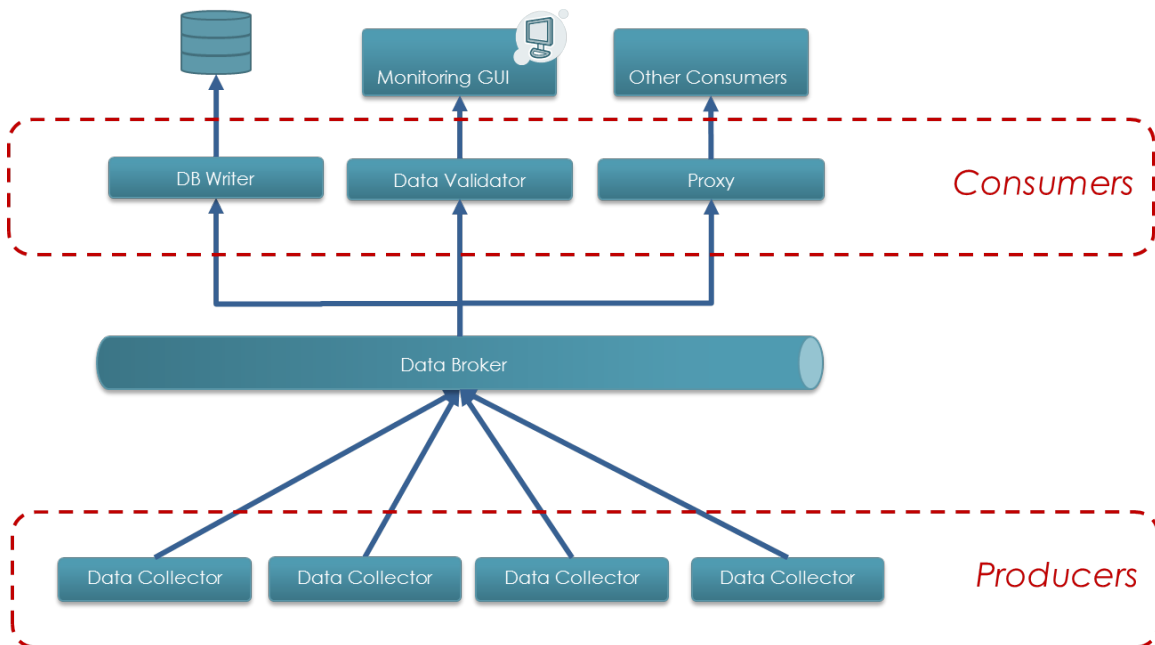 Monitoring GUI
Other Consumers
DB Writer
Data Validator
Proxy
Consumers
Data Broker
Data Collector
Data Collector
Data Collector
Data Collector
Producers